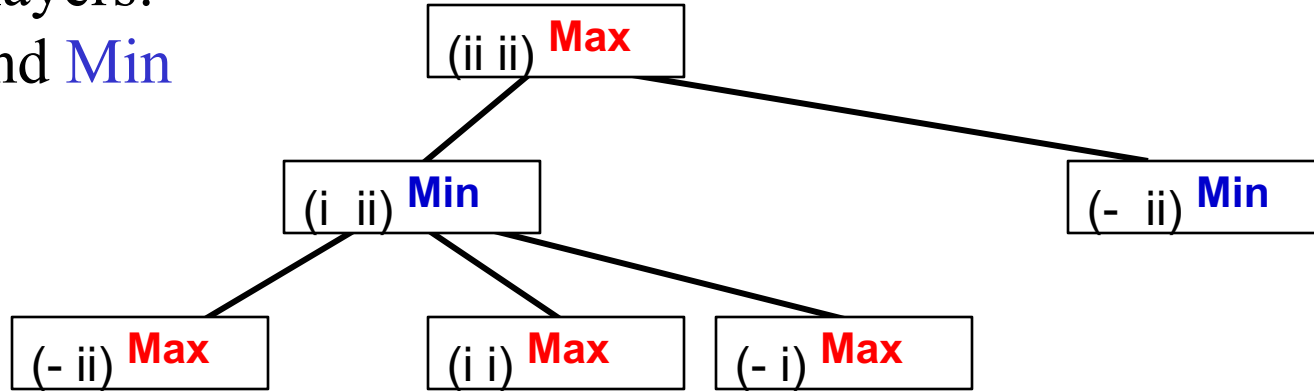 ayers:
nd Min
(ii ii) Max
(i ii) Min
(- ii) Min
(- ii) Max
(i i) Max
(- i) Max